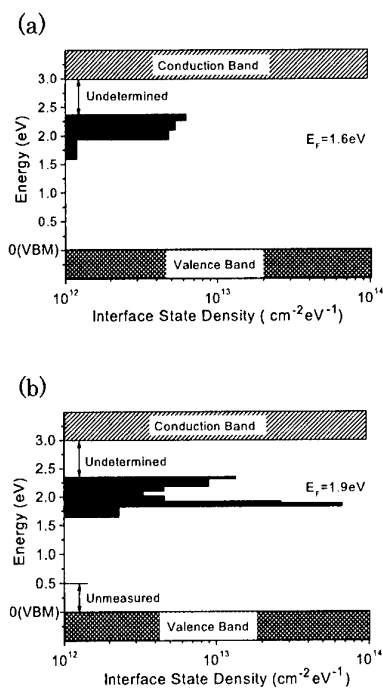 (a)
Conduction Band
3.0
Undetermined
2.5
2.0
E_F=1.6eV
1.5
1.0
0.5
0(VBM)
Valence Band
Energy (eV)
10^12
10^13
10^14
Interface State Density ( cm^-2eV^-1)
(b)
Conduction Band
3.0
Undetermined
2.5
E_F=1.9eV
2.0
1.5
1.0
0.5
Unmeasured
0(VBM)
Valence Band
Energy (eV)
10^12
10^13
10^14
Interface State Density ( cm^-2eV^-1)